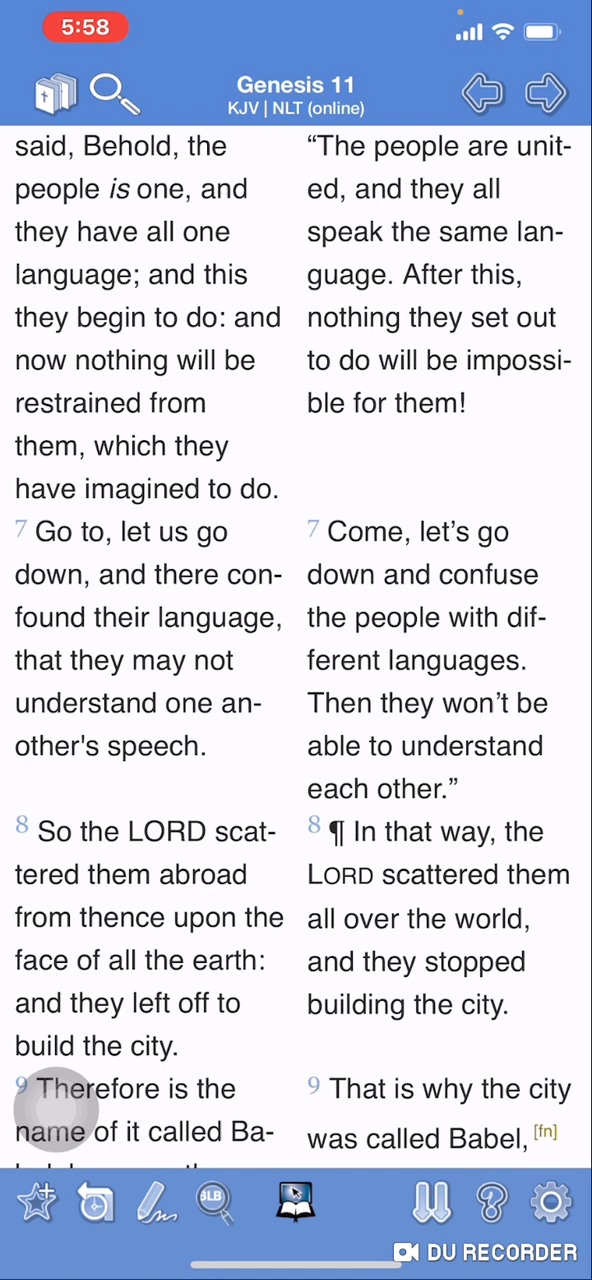 5:58
Genesis 11
KJV | NLT (online)
said, Behold, the
people is one, and
they have all one
language; and this
they begin to do: and
now nothing will be
restrained from
them, which they
have imagined to do.
7 Go to, let us go
down, and there con-
found their language,
that they may not
understand one an-
other's speech.
8 So the LORD scat-
tered them abroad
from thence upon the
face of all the earth:
and they left off to
build the city.
9 Therefore is the
name of it called Ba-
“The people are unit-
ed, and they all
speak the same lan-
guage. After this,
nothing they set out
to do will be impossi-
ble for them!
7 Come, let’s go
down and confuse
the people with dif-
ferent languages.
Then they won’t be
able to understand
each other.”
8 ¶ In that way, the
LORD scattered them
all over the world,
and they stopped
building the city.
9 That is why the city
was called Babel, [fn]
BLB
DU RECORDER